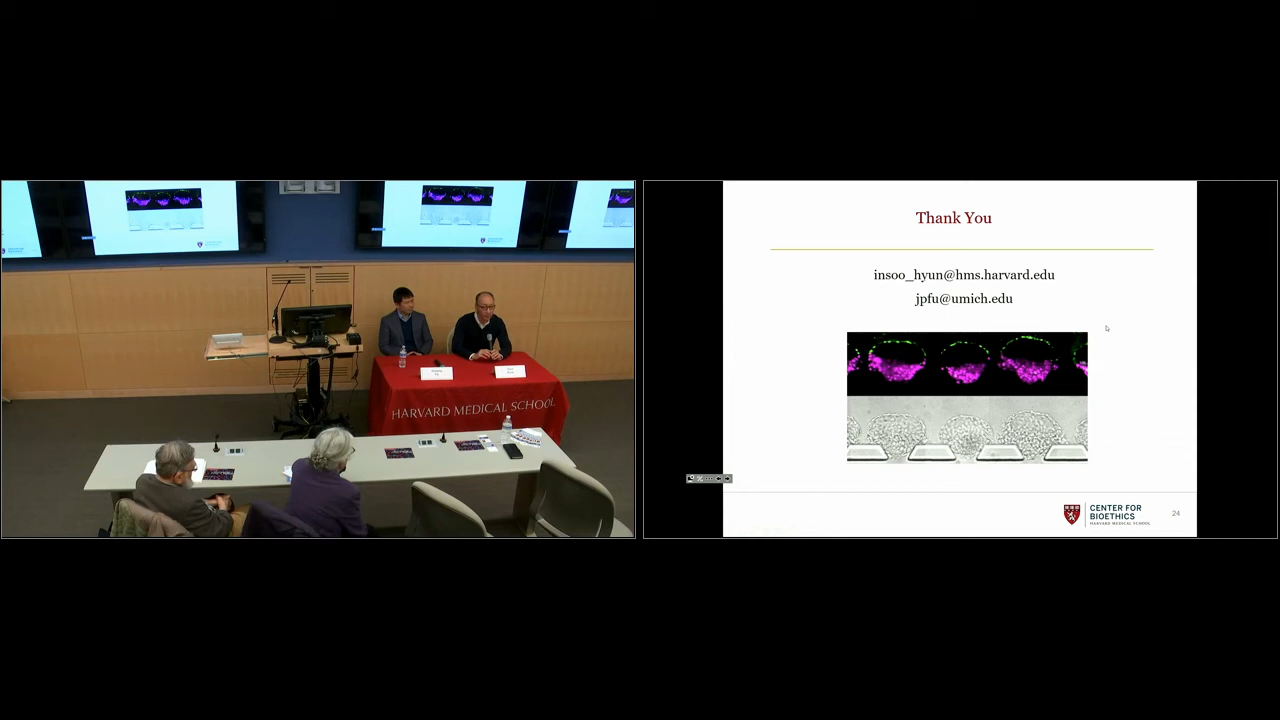 HARVARD MEDICAL SCHOOL
Thank You
insoo_hyun@hms.harvard.edu
jpfu@umich.edu
CENTER FOR
BIOETHICS
HARVARD MEDICAL SCHOOL
24